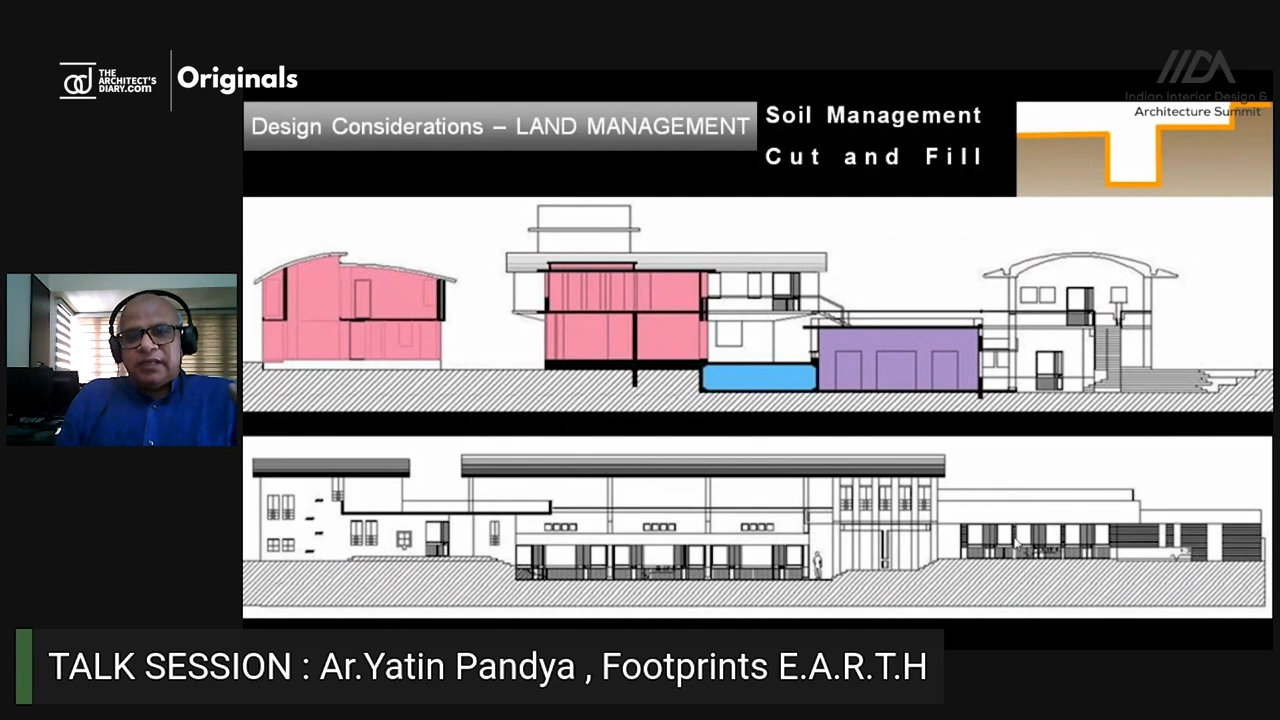 THE
ARCHITECT'S
DIARY.com
Originals
IIDA
Indian Interior Design &
Architecture Summit
Design Considerations – LAND MANAGEMENT
Soil Management
Cut and Fill
TALK SESSION : Ar.Yatin Pandya , Footprints E.A.R.T.H